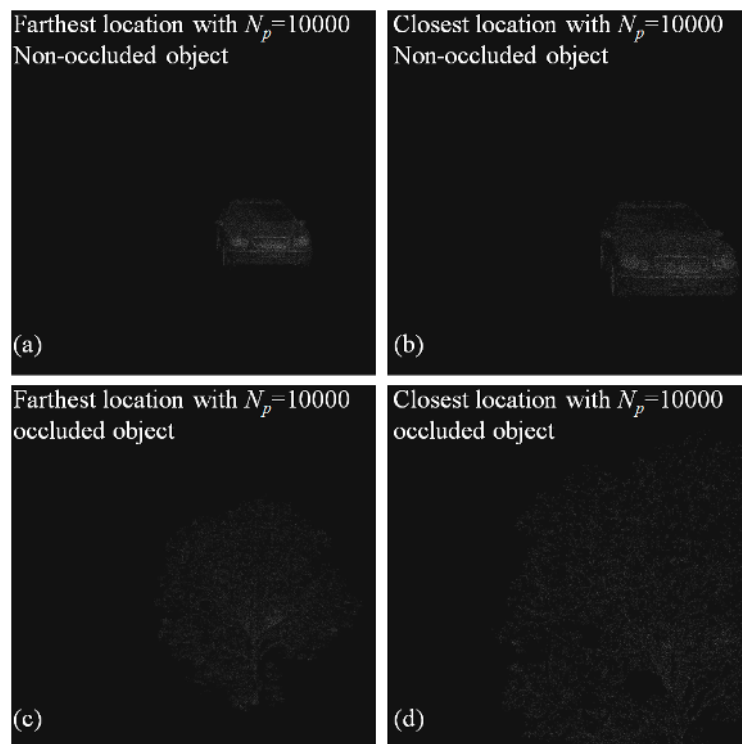 Farthest location with Nₚ=10000
Non-occluded object
(a)
Closest location with Nₚ=10000
Non-occluded object
(b)
Farthest location with Nₚ=10000
occluded object
(c)
Closest location with Nₚ=10000
occluded object
(d)